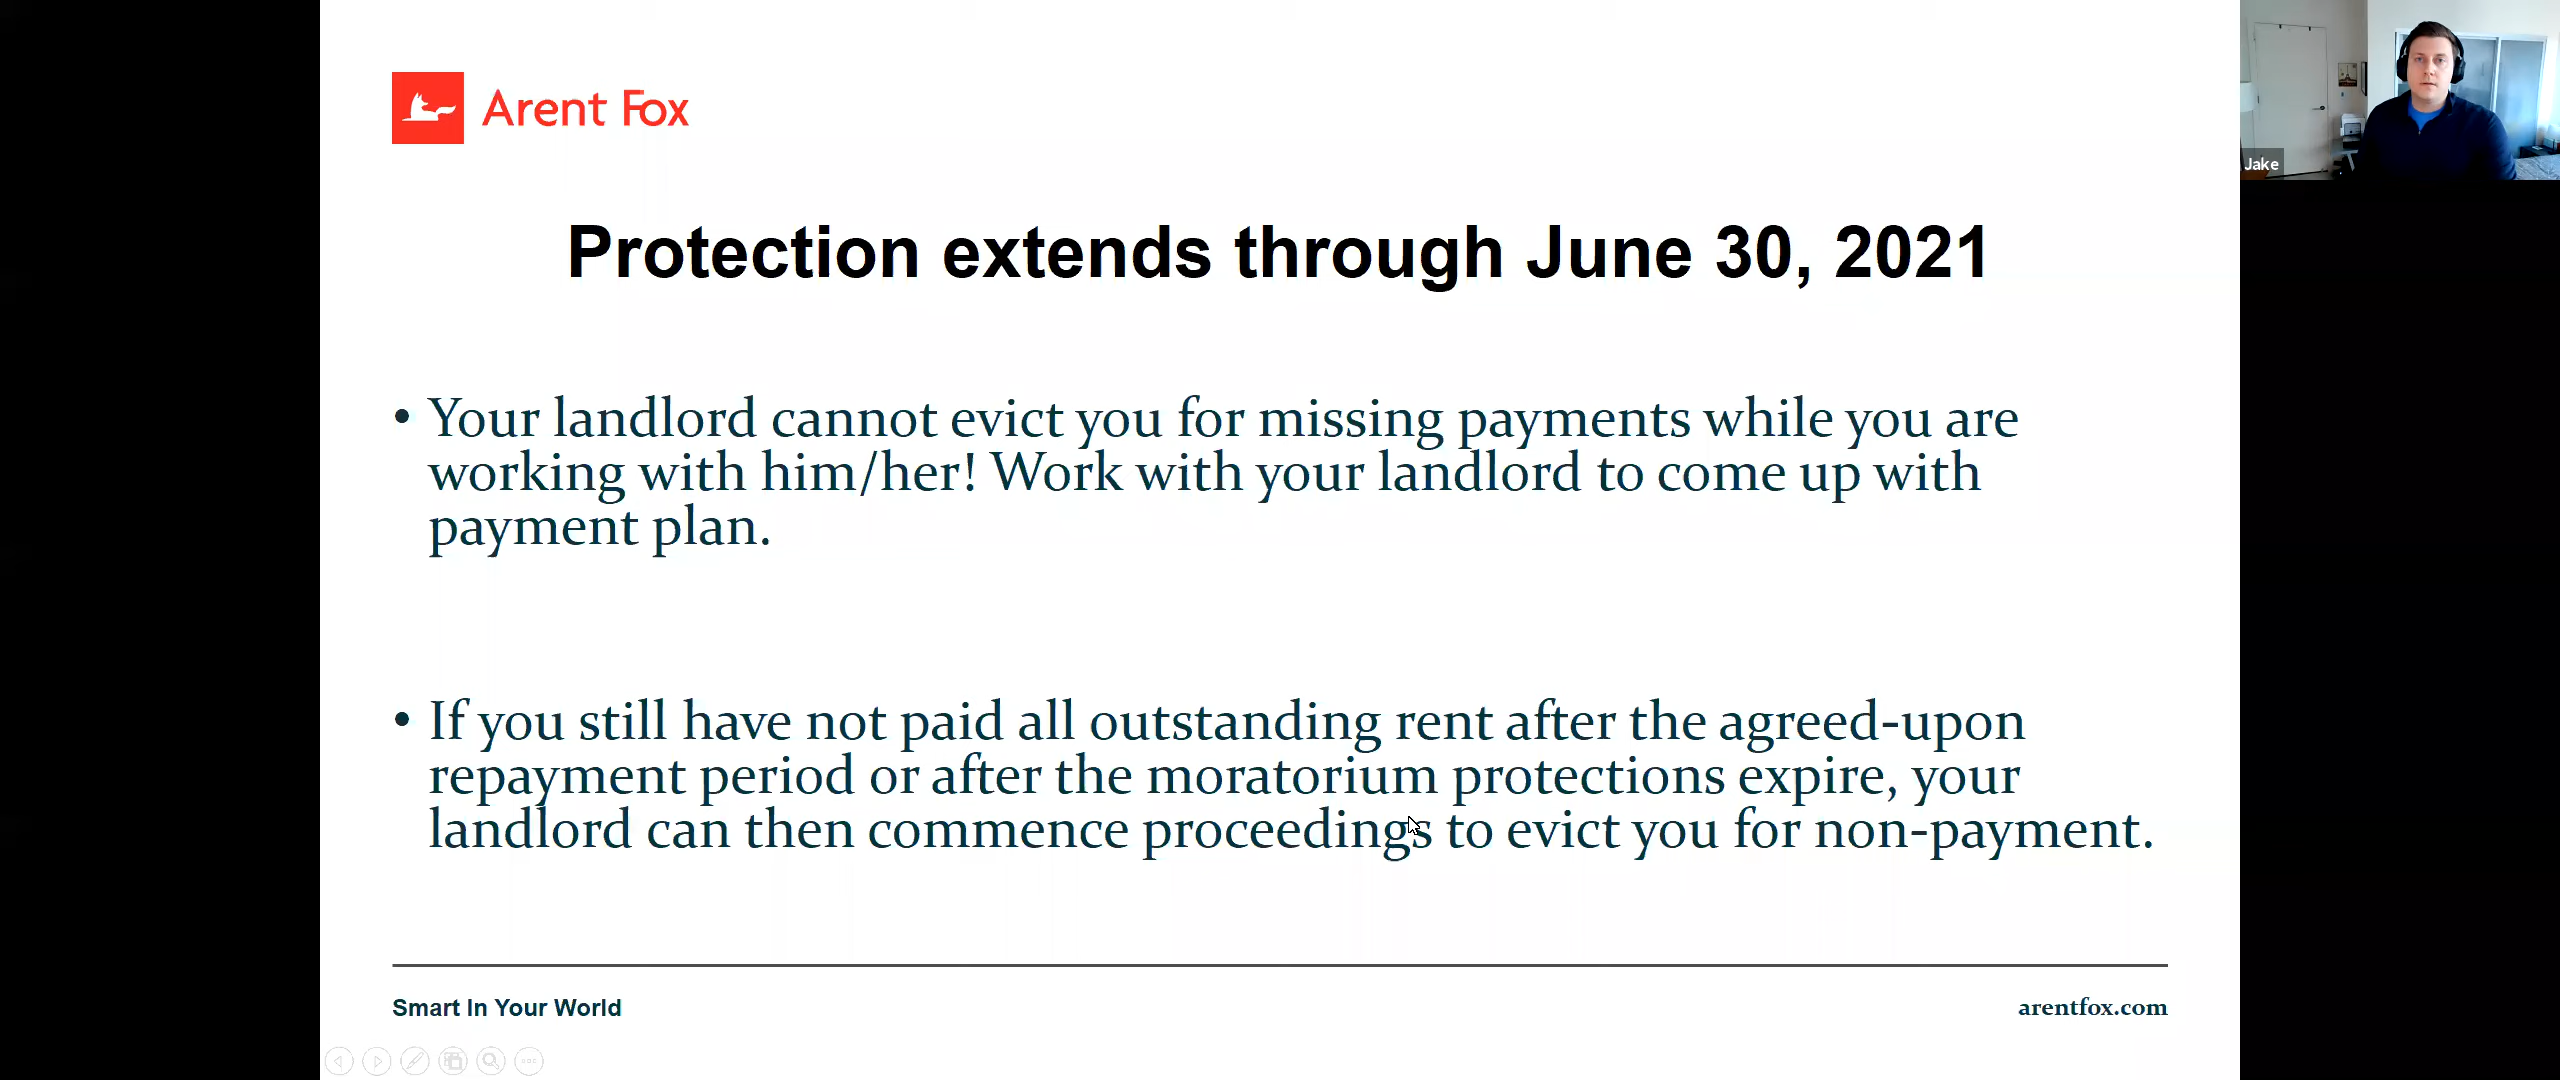 Arent Fox
Jake
Protection extends through June 30, 2021
• Your landlord cannot evict you for missing payments while you are
working with him/her! Work with your landlord to come up with
payment plan.
• If you still have not paid all outstanding rent after the agreed-upon
repayment period or after the moratorium protections expire, your
landlord can then commence proceedings to evict you for non-payment.
Smart In Your World
arentfox.com